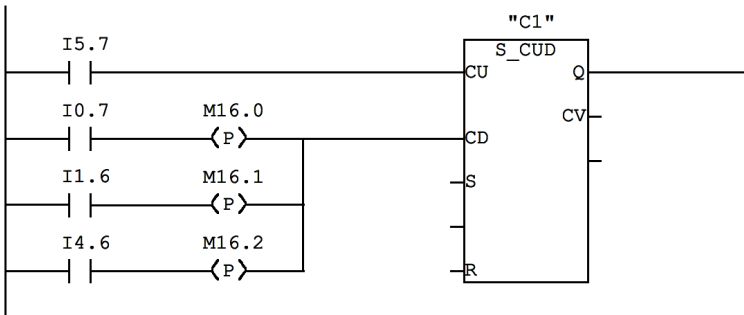 "C1"
I5.7 S_CUD
CU Q
I0.7 M16.0
CV
(P) CD
I1.6 M16.1
S
(P)
I4.6 M16.2
(P) R